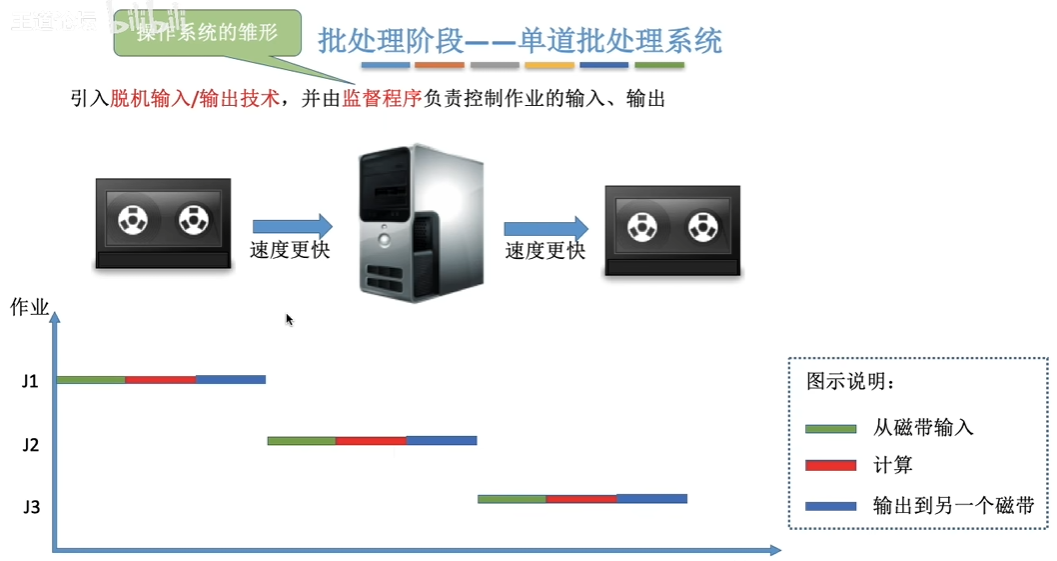 bilibili
操作系统的雏形
批处理阶段——单道批处理系统
引入脱机输入/输出技术，并由监督程序负责控制作业的输入、输出
速度更快
速度更快
作业
J1
J2
J3
图示说明：
从磁带输入
计算
输出到另一个磁带